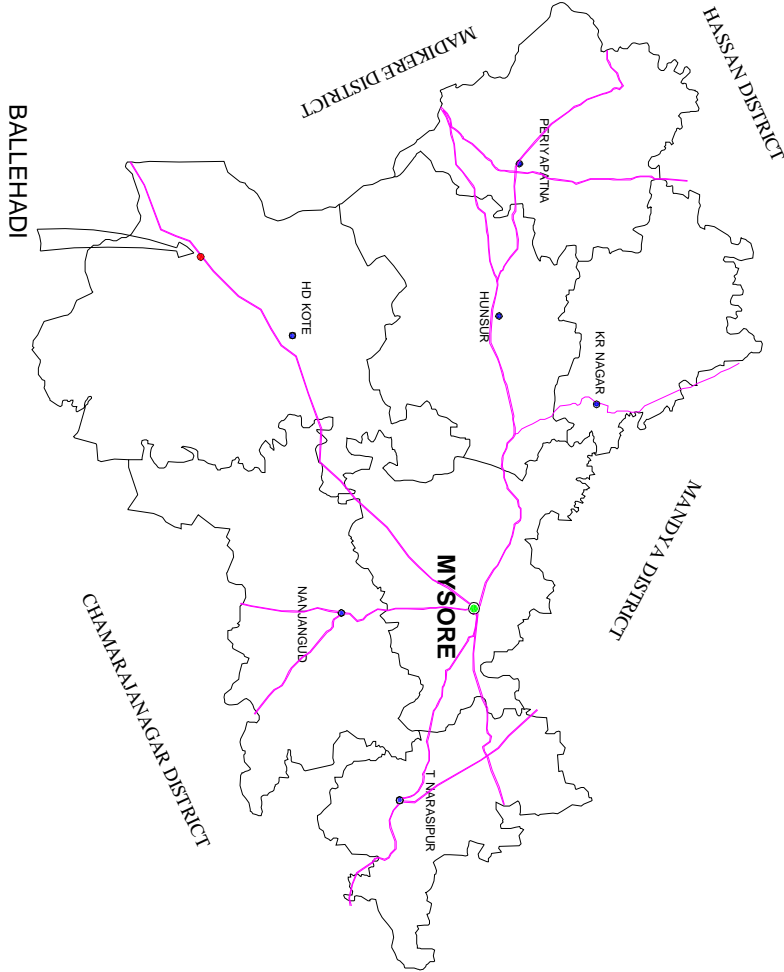 HASSAN DISTRICT
MADIKERE DISTRICT
PERIYAPATNA
BALLEHADI
HD KOTE
HUNSUR
KR NAGAR
MANDYA DISTRICT
MYSORE
NANJANGUD
CHAMARAJANAGAR DISTRICT
T NARASIPUR